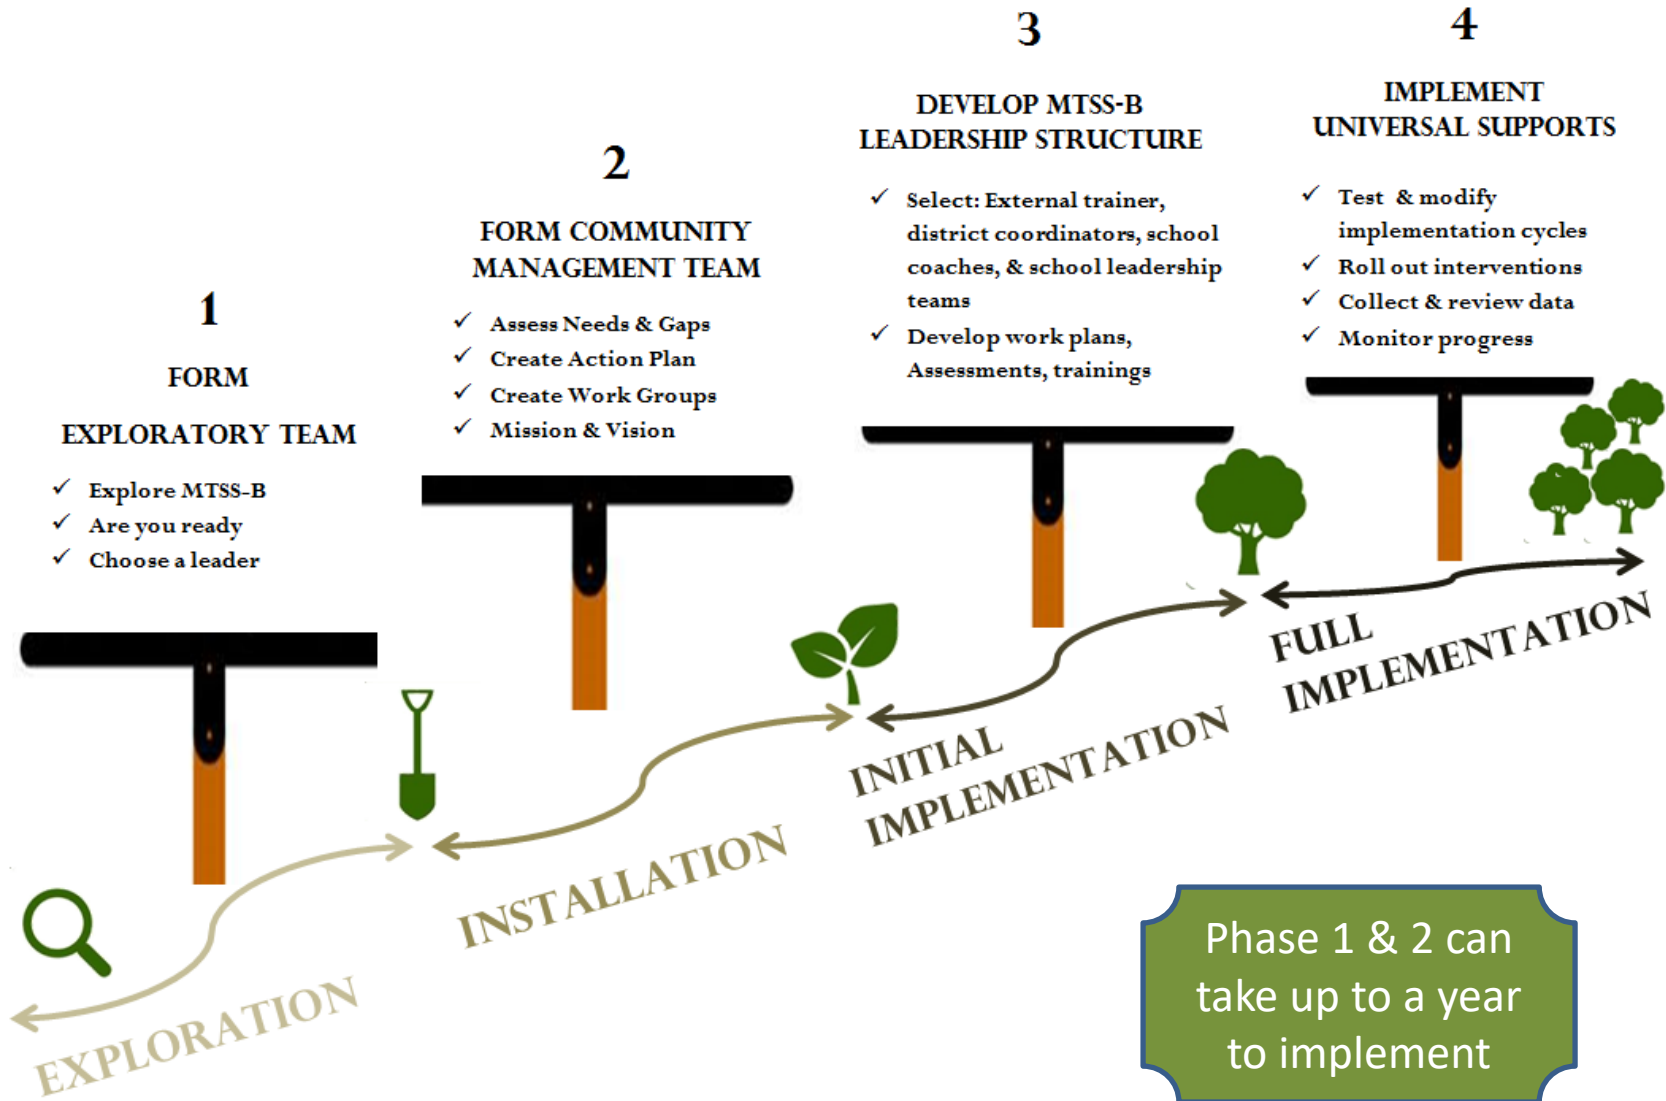 1
FORM
EXPLORATORY TEAM
✓ Explore MTSS-B
✓ Are you ready
✓ Choose a leader
2
FORM COMMUNITY
MANAGEMENT TEAM
✓ Assess Needs & Gaps
✓ Create Action Plan
✓ Create Work Groups
✓ Mission & Vision
3
DEVELOP MTSS-B
LEADERSHIP STRUCTURE
✓ Select: External trainer,
district coordinators, school
coaches, & school leadership
teams
✓ Develop work plans,
Assessments, trainings
4
IMPLEMENT
UNIVERSAL SUPPORTS
✓ Test & modify
implementation cycles
✓ Roll out interventions
✓ Collect & review data
✓ Monitor progress
EXPLORATION
INSTALLATION
INITIAL
IMPLEMENTATION
FULL
IMPLEMENTATION
Phase 1 & 2 can
take up to a year
to implement